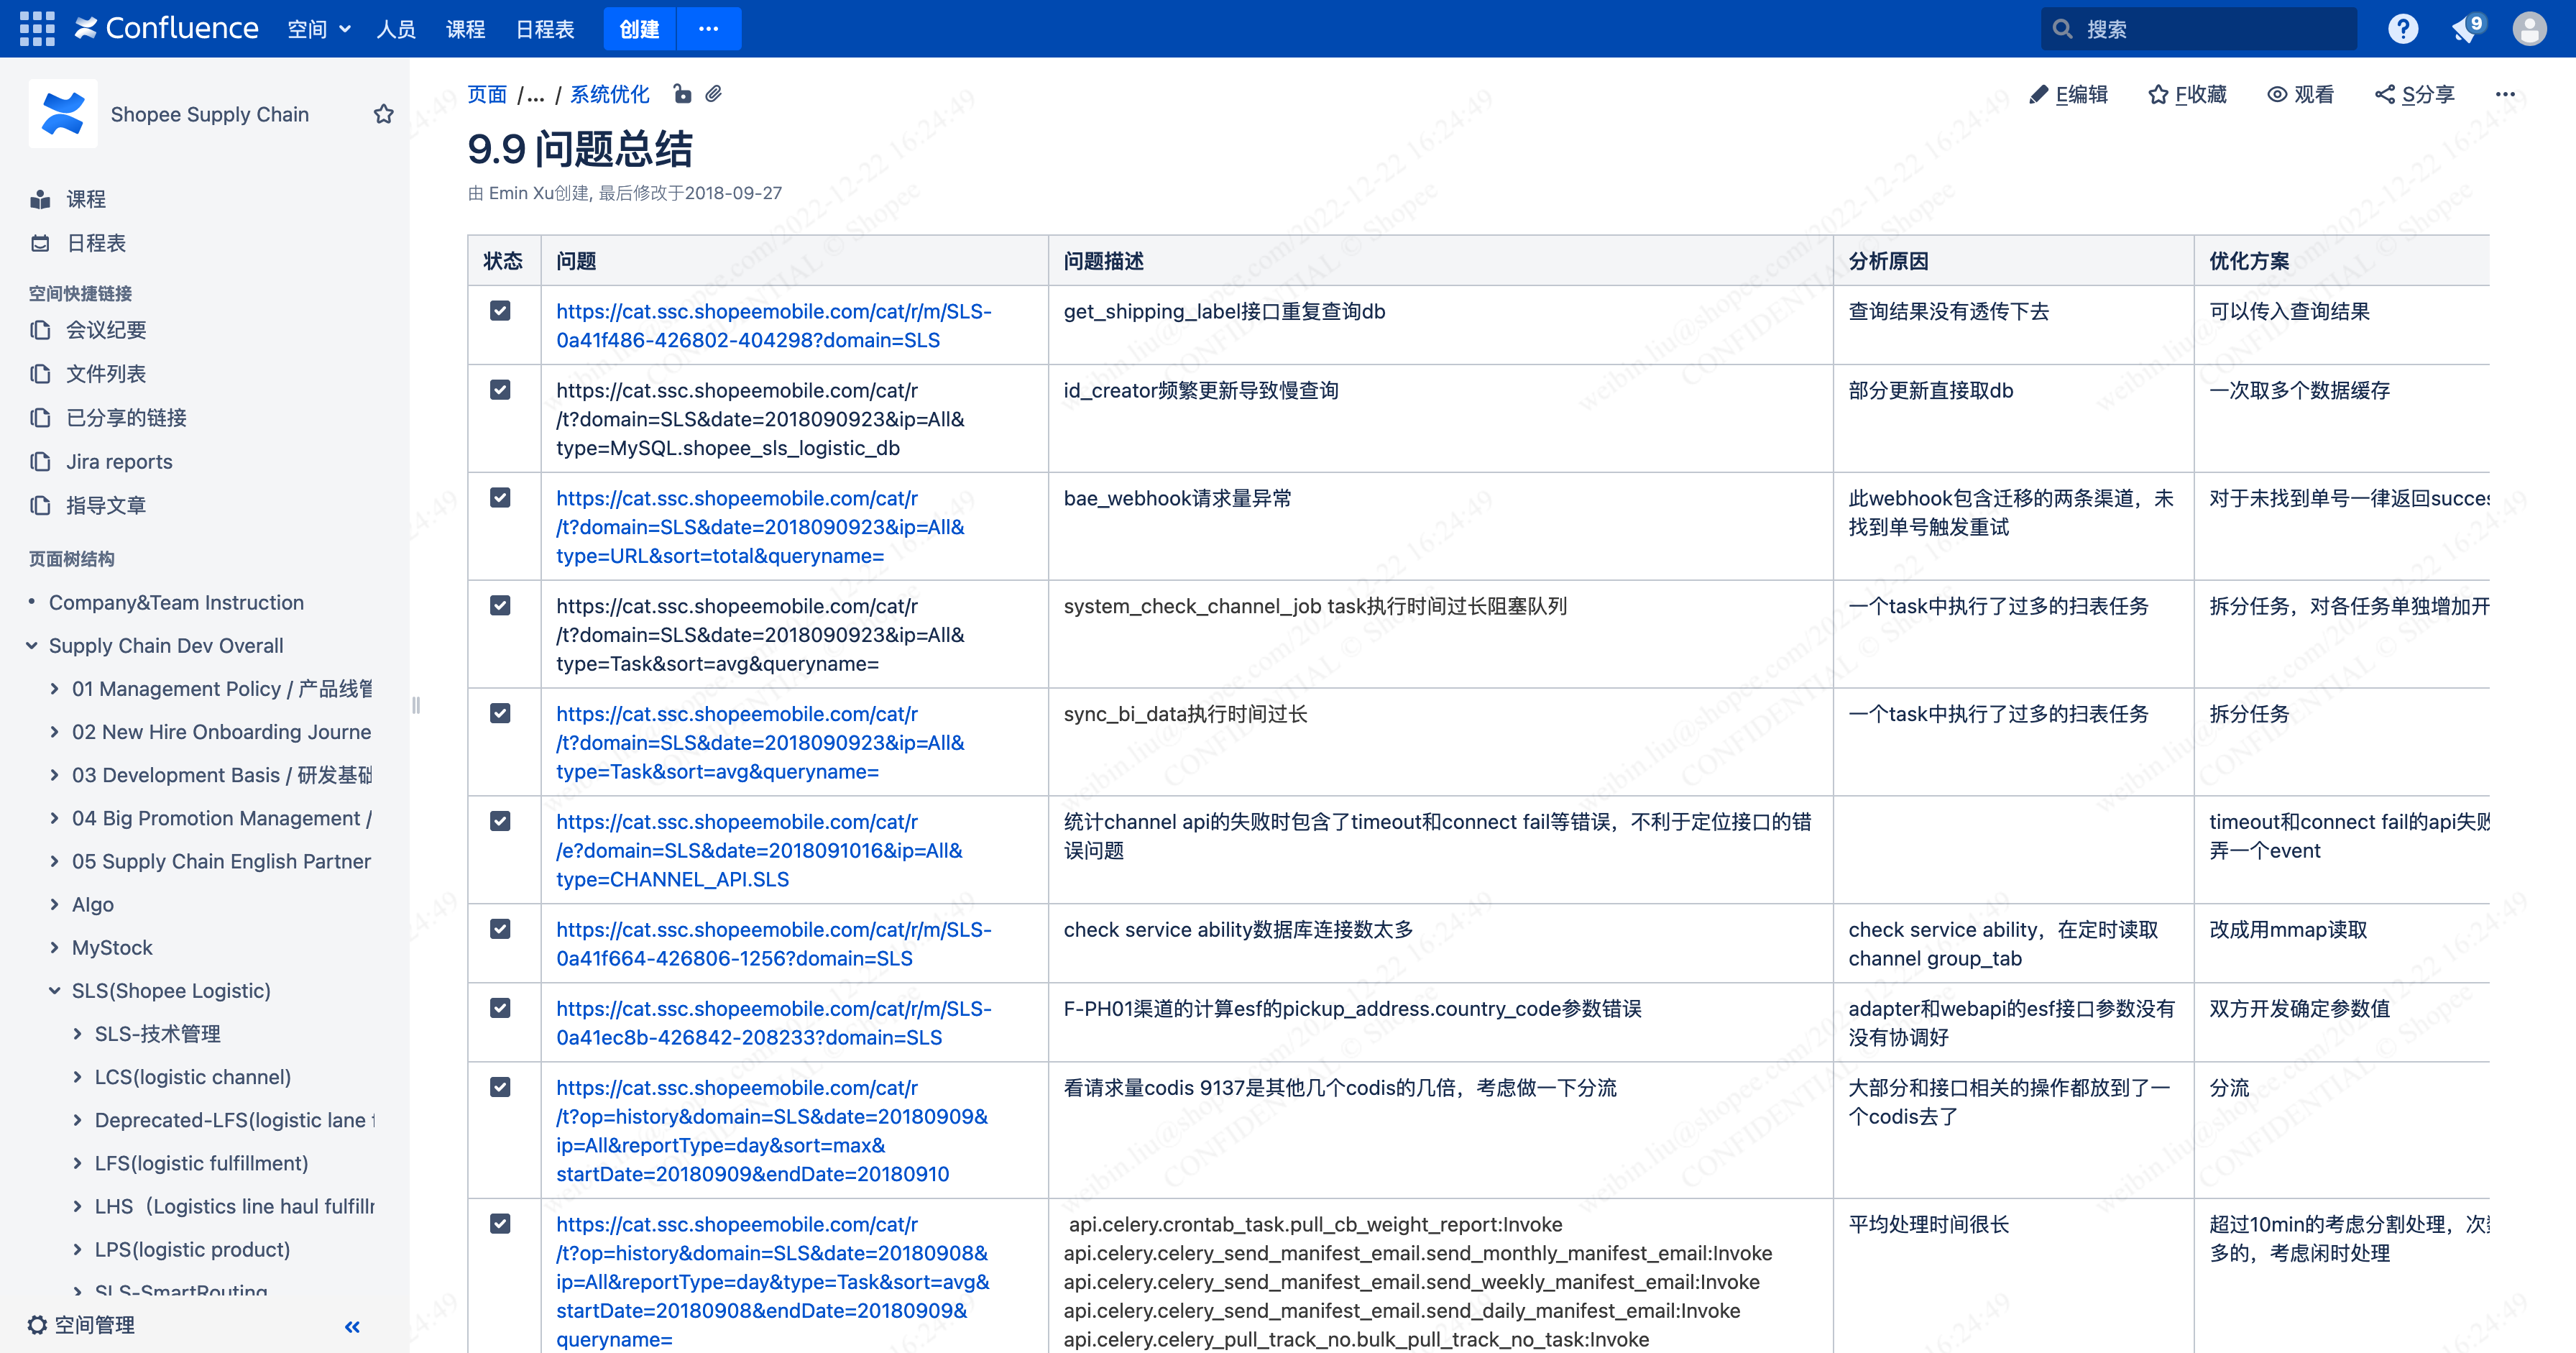 Confluence 空间 人员 课程 日程表 创建 ··· 搜索 9
Shopee Supply Chain
课程
日程表
空间快捷链接
会议纪要
文件列表
已分享的链接
Jira reports
指导文章
页面树结构
• Company&Team Instruction
Supply Chain Dev Overall
01 Management Policy / 产品线管
02 New Hire Onboarding Journe
03 Development Basis / 研发基础
04 Big Promotion Management /
05 Supply Chain English Partner
Algo
MyStock
SLS(Shopee Logistic)
SLS-技术管理
LCS(logistic channel)
Deprecated-LFS(logistic lane f
LFS(logistic fulfillment)
LHS（Logistics line haul fulfillr
LPS(logistic product)
SLS-SmartRouting
空间管理
页面 /... / 系统优化
E编辑 F收藏 观看 S分享 ···
9.9 问题总结
由 Emin Xu创建, 最后修改于2018-09-27
状态 问题 问题描述 分析原因 优化方案
https://cat.ssc.shopeemobile.com/cat/r/m/SLS-
0a41f486-426802-404298?domain=SLS
get_shipping_label接口重复查询db
查询结果没有透传下去
可以传入查询结果
https://cat.ssc.shopeemobile.com/cat/r
/t?domain=SLS&date=2018090923&ip=All&
type=MySQL.shopee_sls_logistic_db
id_creator频繁更新导致慢查询
部分更新直接取db
一次取多个数据缓存
https://cat.ssc.shopeemobile.com/cat/r
/t?domain=SLS&date=2018090923&ip=All&
type=URL&sort=total&queryname=
bae_webhook请求量异常
此webhook包含迁移的两条渠道，未
找到单号触发重试
对于未找到单号一律返回succes
https://cat.ssc.shopeemobile.com/cat/r
/t?domain=SLS&date=2018090923&ip=All&
type=Task&sort=avg&queryname=
system_check_channel_job task执行时间过长阻塞队列
一个task中执行了过多的扫表任务
拆分任务，对各任务单独增加开
https://cat.ssc.shopeemobile.com/cat/r
/t?domain=SLS&date=2018090923&ip=All&
type=Task&sort=avg&queryname=
sync_bi_data执行时间过长
一个task中执行了过多的扫表任务
拆分任务
https://cat.ssc.shopeemobile.com/cat/r
/e?domain=SLS&date=2018091016&ip=All&
type=CHANNEL_API.SLS
统计channel api的失败时包含了timeout和connect fail等错误，不利于定位接口的错
误问题
timeout和connect fail的api失败
弄一个event
https://cat.ssc.shopeemobile.com/cat/r/m/SLS-
0a41f664-426806-1256?domain=SLS
check service ability数据库连接数太多
check service ability，在定时读取
channel group_tab
改成用mmap读取
https://cat.ssc.shopeemobile.com/cat/r/m/SLS-
0a41ec8b-426842-208233?domain=SLS
F-PH01渠道的计算esf的pickup_address.country_code参数错误
adapter和webapi的esf接口参数没有
没有协调好
双方开发确定参数值
https://cat.ssc.shopeemobile.com/cat/r
/t?op=history&domain=SLS&date=20180909&
ip=All&reportType=day&sort=max&
startDate=20180909&endDate=20180910
看请求量codis 9137是其他几个codis的几倍，考虑做一下分流
大部分和接口相关的操作都放到了一
个codis去了
分流
https://cat.ssc.shopeemobile.com/cat/r
/t?op=history&domain=SLS&date=20180908&
ip=All&reportType=day&type=Task&sort=avg&
startDate=20180908&endDate=20180909&
queryname=
api.celery.crontab_task.pull_cb_weight_report:Invoke
api.celery.celery_send_manifest_email.send_monthly_manifest_email:Invoke
api.celery.celery_send_manifest_email.send_weekly_manifest_email:Invoke
api.celery.celery_send_manifest_email.send_daily_manifest_email:Invoke
api.celery.celery_pull_track_no.bulk_pull_track_no_task:Invoke
平均处理时间很长
超过10min的考虑分割处理，次数
多的，考虑闲时处理
weibin.liu@shopee.com/2022-12-22 16:24:49
CONFIDENTIAL © Shopee